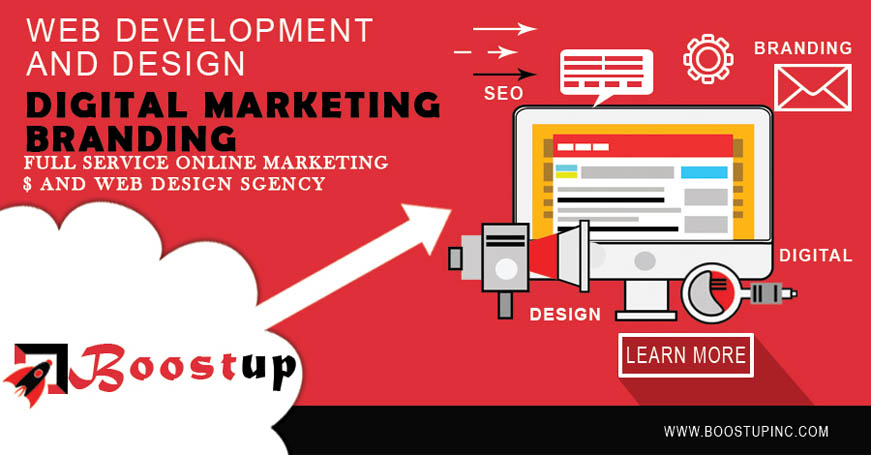 WEB DEVELOPMENT
AND DESIGN
DIGITAL MARKETING
BRANDING
FULL SERVICE ONLINE MARKETING
$ AND WEB DESIGN SGENCY
SEO
BRANDING
DIGITAL
DESIGN
LEARN MORE
Boostup
WWW.BOOSTUPINC.COM